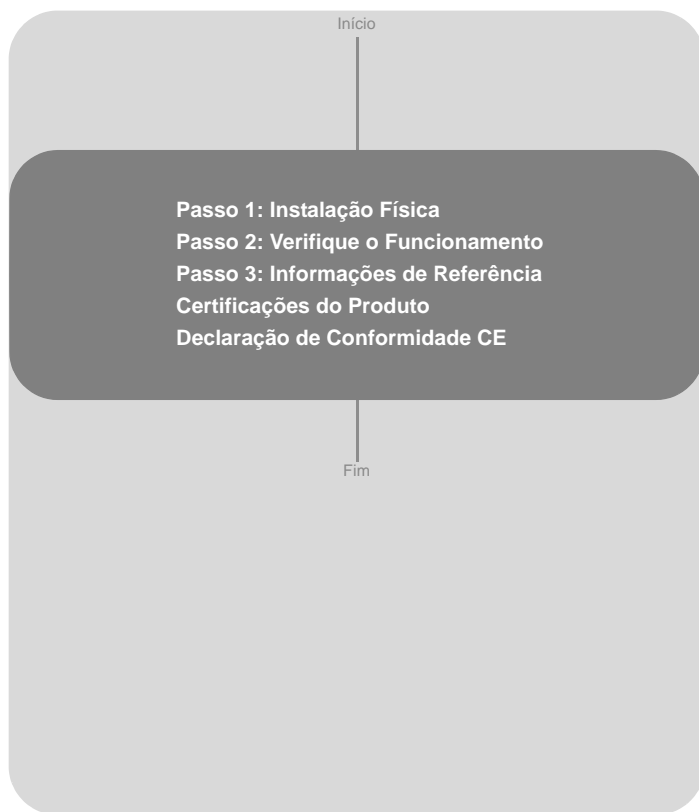 Início
Passo 1: Instalação Física
Passo 2: Verifique o Funcionamento
Passo 3: Informações de Referência
Certificações do Produto
Declaração de Conformidade CE
Fim